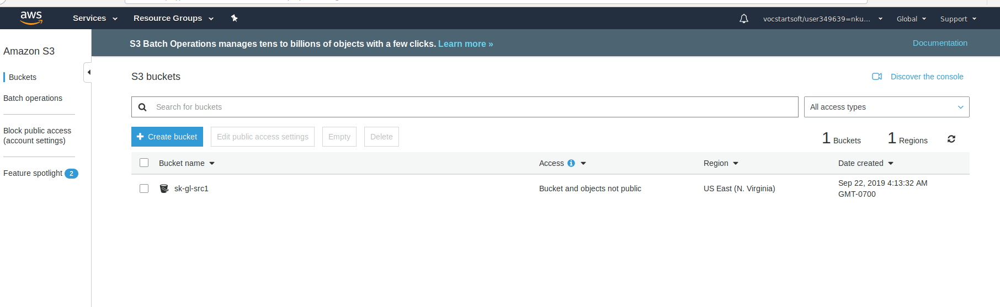 aws
Services
Resource Groups
vocstartsoft/user349639=nku...
Global
Support
S3 Batch Operations manages tens to billions of objects with a few clicks. Learn more »
Documentation
Amazon S3
Buckets
Batch operations
Block public access
(account settings)
Feature spotlight 2
S3 buckets
Discover the console
Search for buckets
All access types
Create bucket
Edit public access settings
Empty
Delete
1 Buckets
1 Regions
Bucket name
Access
Region
Date created
sk-gl-src1
Bucket and objects not public
US East (N. Virginia)
Sep 22, 2019 4:13:32 AM
GMT-0700